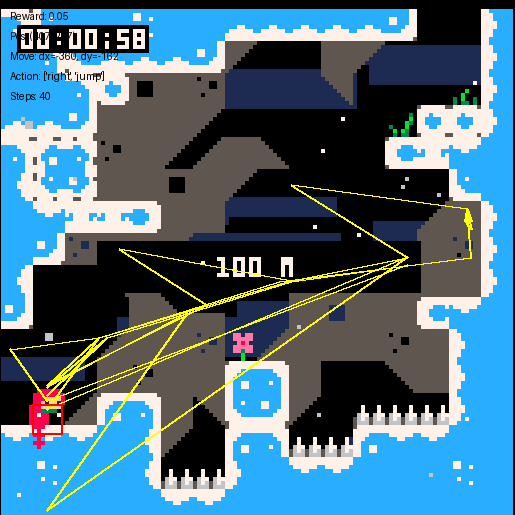 Reward: 0.05
00:00:58
Move: dx=-360, dy=-162
Action: ['right', 'jump']
Steps: 40
100 M